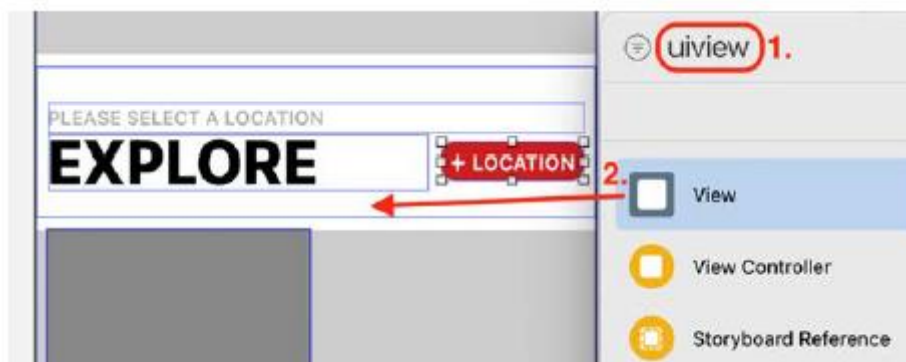 uiview 1.
PLEASE SELECT A LOCATION
EXPLORE
+ LOCATION
2.
View
View Controller
Storyboard Reference